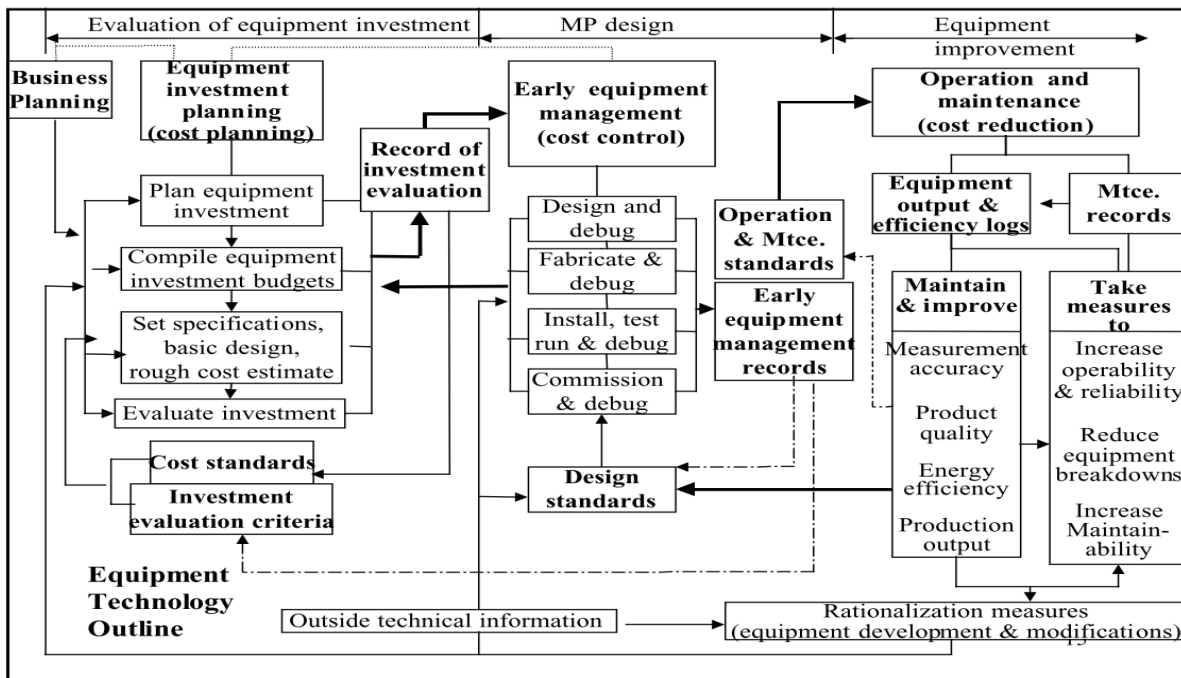 Evaluation of equipment investment
MP design
Equipment
improvement
Business
Planning
Equipment
investment
planning
(cost planning)
Record of
investment
evaluation
Early equipment
management
(cost control)
Operation and
maintenance
(cost reduction)
Plan equipment
investment
Compile equipment
investment budgets
Set specifications,
basic design,
rough cost estimate
Evaluate investment
Cost standards
Investment
evaluation criteria
Design and
debug
Fabricate &
debug
Install, test
run & debug
Commission
& debug
Design
standards
Operation
& Mtce.
standards
Early
equipment
management
records
Equipment
output &
efficiency logs
Mtce.
records
Maintain
& improve
Measurement
accuracy
Product
quality
Energy
efficiency
Production
output
Take
measures
to
Increase
operability
& reliability
Reduce
equipment
breakdowns
Increase
Maintain-
ability
Equipment
Technology
Outline
Outside technical information
Rationalization measures
(equipment development & modifications)